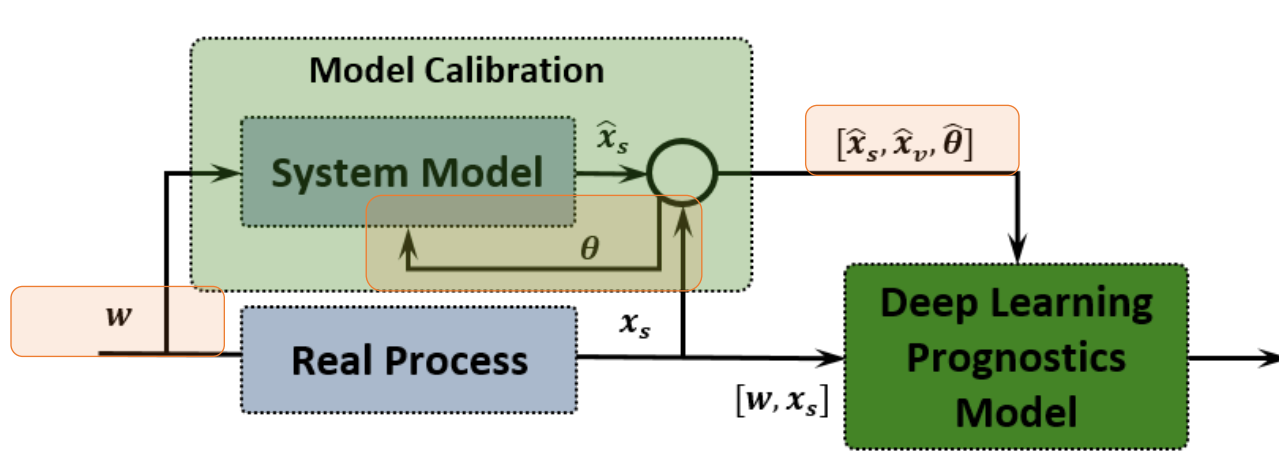 Model Calibration
System Model
x̂ₛ
[x̂ₛ, x̂ᵥ, θ̂]
θ
w
Real Process
xₛ
[w, xₛ]
Deep Learning
Prognostics
Model